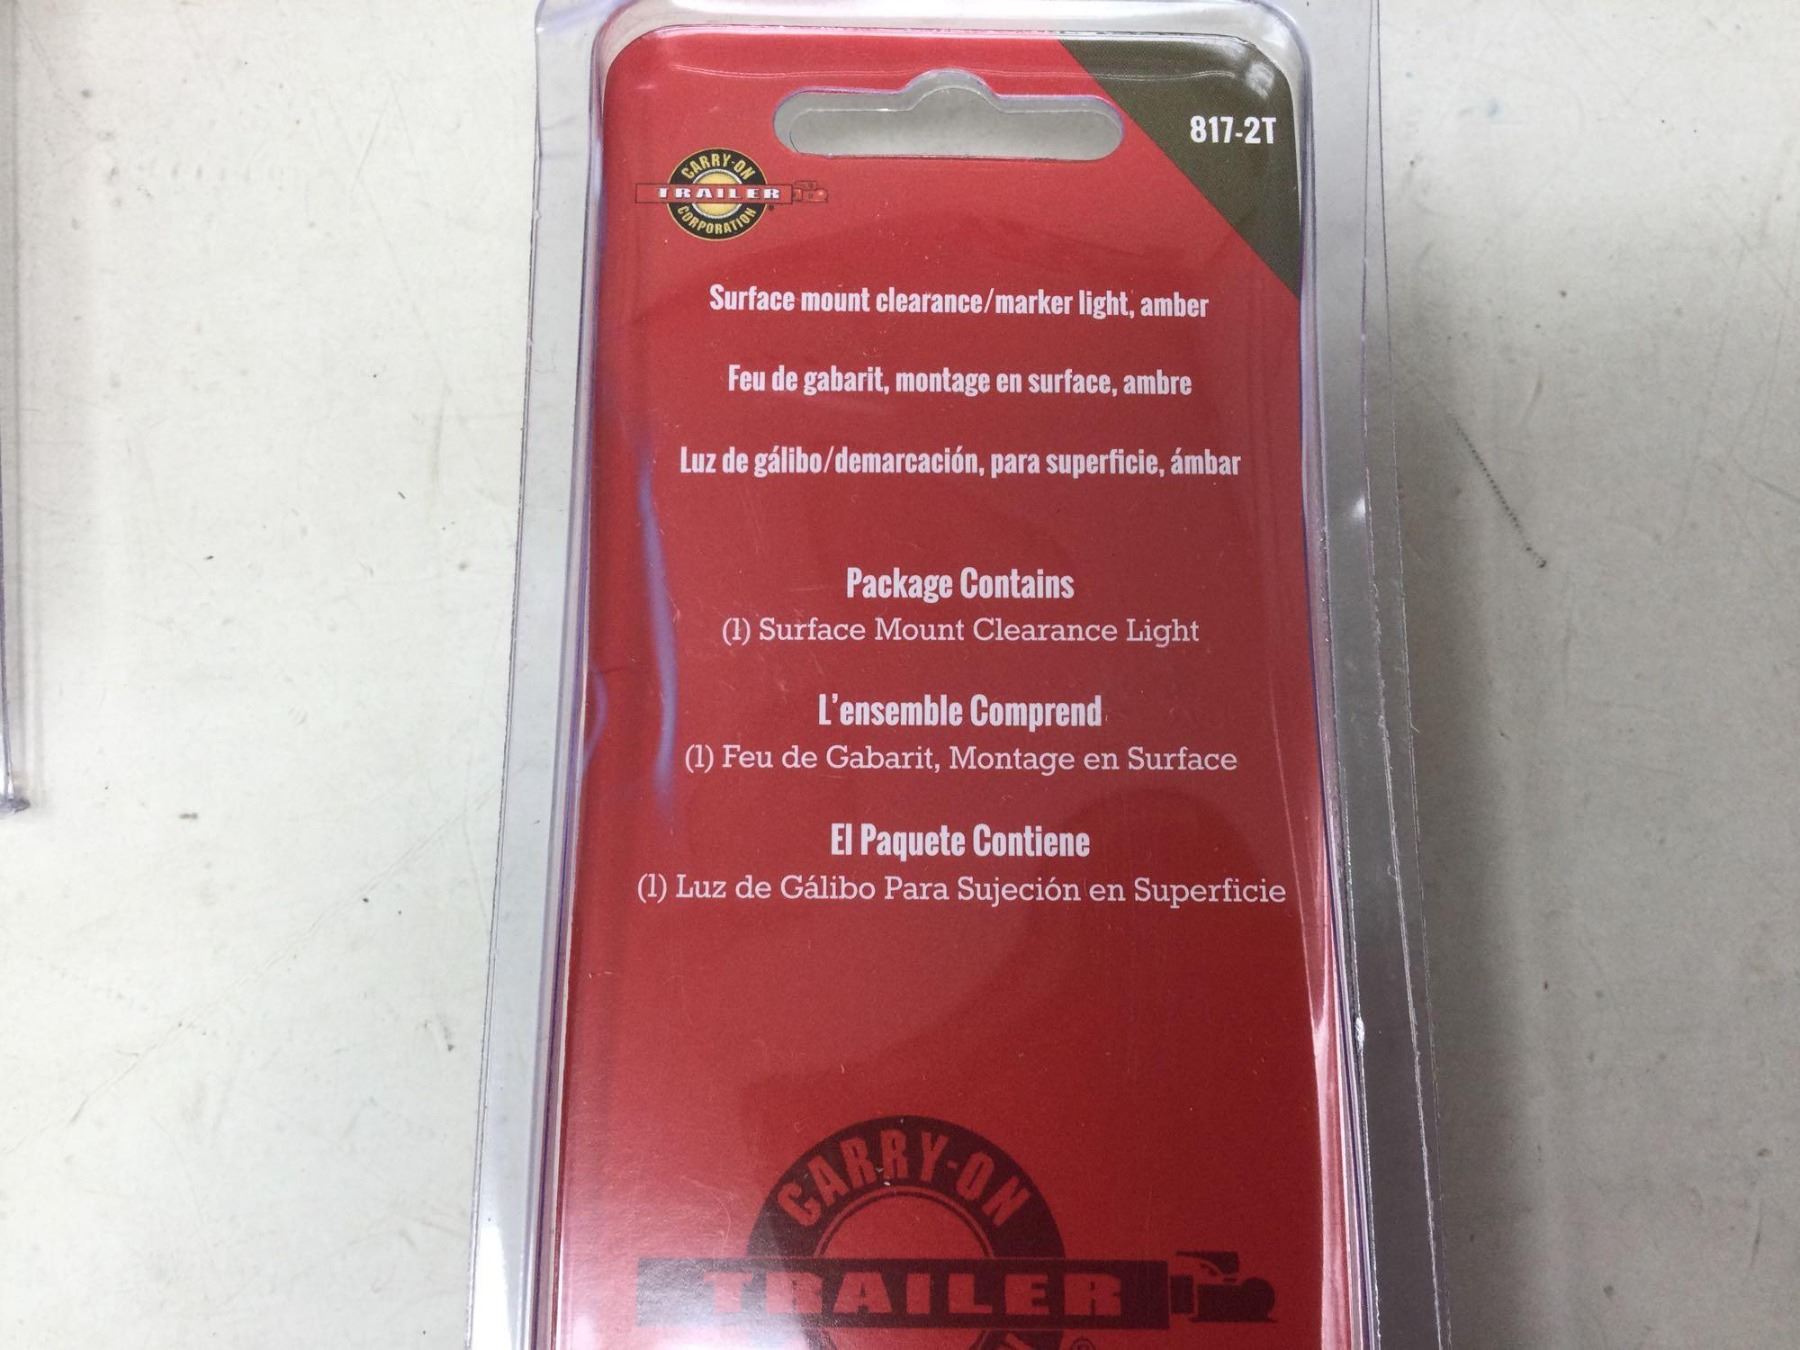 817-2T
CARRY-ON
TRAILER
CORPORATION
Surface mount clearance/marker light, amber
Feu de gabarit, montage en surface, ambre
Luz de gálibo/demarcación, para superficie, ámbar
Package Contains
(1) Surface Mount Clearance Light
L'ensemble Comprend
(1) Feu de Gabarit, Montage en Surface
El Paquete Contiene
(1) Luz de Gálibo Para Sujeción en Superficie
CARRY-ON
TRAILER